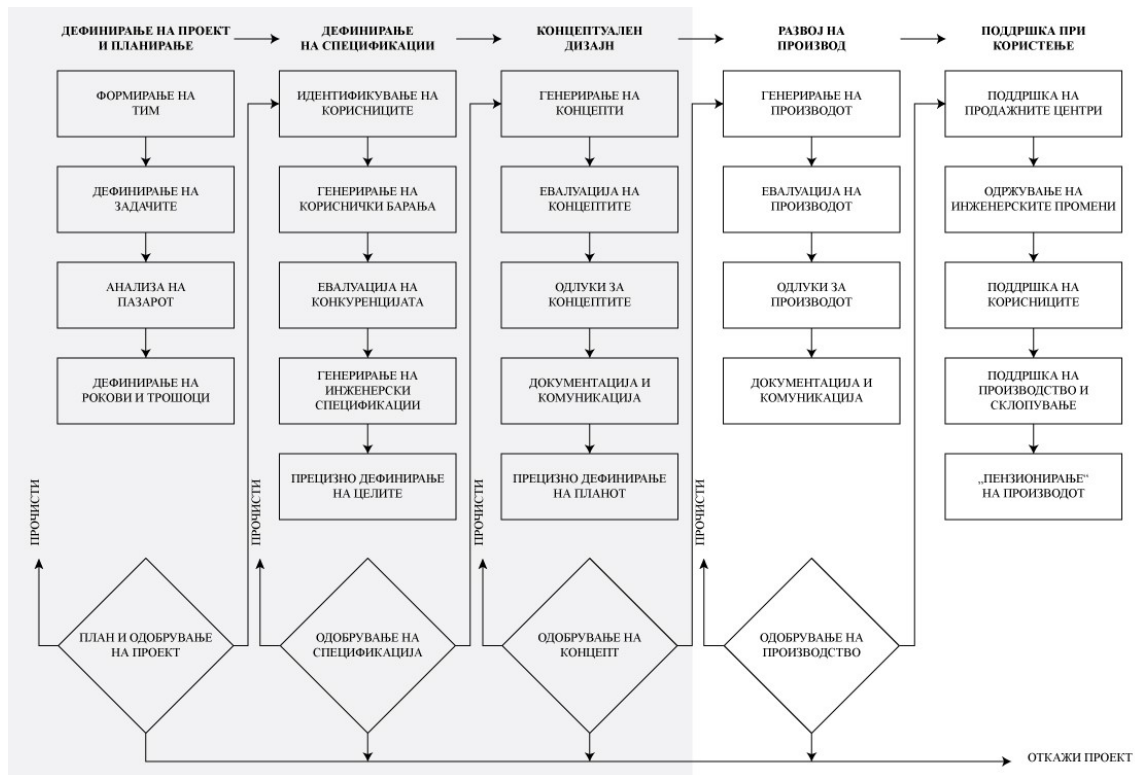 ДЕФИНИРАЊЕ НА ПРОЕКТ
И ПЛАНИРАЊЕ
ДЕФИНИРАЊЕ
НА СПЕЦИФИКАЦИИ
КОНЦЕПТУАЛЕН
ДИЗАЈН
РАЗВОЈ НА
ПРОИЗВОД
ПОДДРШКА ПРИ
КОРИСТЕЊЕ
ФОРМИРАЊЕ НА
ТИМ
ДЕФИНИРАЊЕ НА
ЗАДАЧИТЕ
АНАЛИЗА НА
ПАЗАРОТ
ДЕФИНИРАЊЕ НА
РОКОВИ И ТРОШОЦИ
ПРОЧИСТИ
ПЛАН И ОДОБРУВАЊЕ
НА ПРОЕКТ
ИДЕНТИФИКУВАЊЕ НА
КОРИСНИЦИТЕ
ГЕНЕРИРАЊЕ НА
КОРИСНИЧКИ БАРАЊА
ЕВАЛУАЦИЈА НА
КОНКУРЕНЦИЈАТА
ГЕНЕРИРАЊЕ НА
ИНЖЕНЕРСКИ
СПЕЦИФИКАЦИИ
ПРЕЦИЗНО ДЕФИНИРАЊЕ
НА ЦЕЛИТЕ
ПРОЧИСТИ
ОДОБРУВАЊЕ НА
СПЕЦИФИКАЦИЈА
ГЕНЕРИРАЊЕ НА
КОНЦЕПТИ
ЕВАЛУАЦИЈА НА
КОНЦЕПТИТЕ
ОДЛУКИ ЗА
КОНЦЕПТИТЕ
ДОКУМЕНТАЦИЈА И
КОМУНИКАЦИЈА
ПРЕЦИЗНО ДЕФИНИРАЊЕ
НА ПЛАНОТ
ПРОЧИСТИ
ОДОБРУВАЊЕ НА
КОНЦЕПТ
ГЕНЕРИРАЊЕ НА
ПРОИЗВОДОТ
ЕВАЛУАЦИЈА НА
ПРОИЗВОДОТ
ОДЛУКИ ЗА
ПРОИЗВОДОТ
ДОКУМЕНТАЦИЈА И
КОМУНИКАЦИЈА
ПРОЧИСТИ
ОДОБРУВАЊЕ НА
ПРОИЗВОДСТВО
ПОДДРШКА НА
ПРОДАЖНИТЕ ЦЕНТРИ
ОДРЖУВАЊЕ НА
ИНЖЕНЕРСКИТЕ ПРОМЕНИ
ПОДДРШКА НА
КОРИСНИЦИТЕ
ПОДДРШКА НА
ПРОИЗВОДСТВО И
СКЛОПУВАЊЕ
„ПЕНЗИОНИРАЊЕ“
НА ПРОИЗВОДОТ
ОТКАЖИ ПРОЕКТ